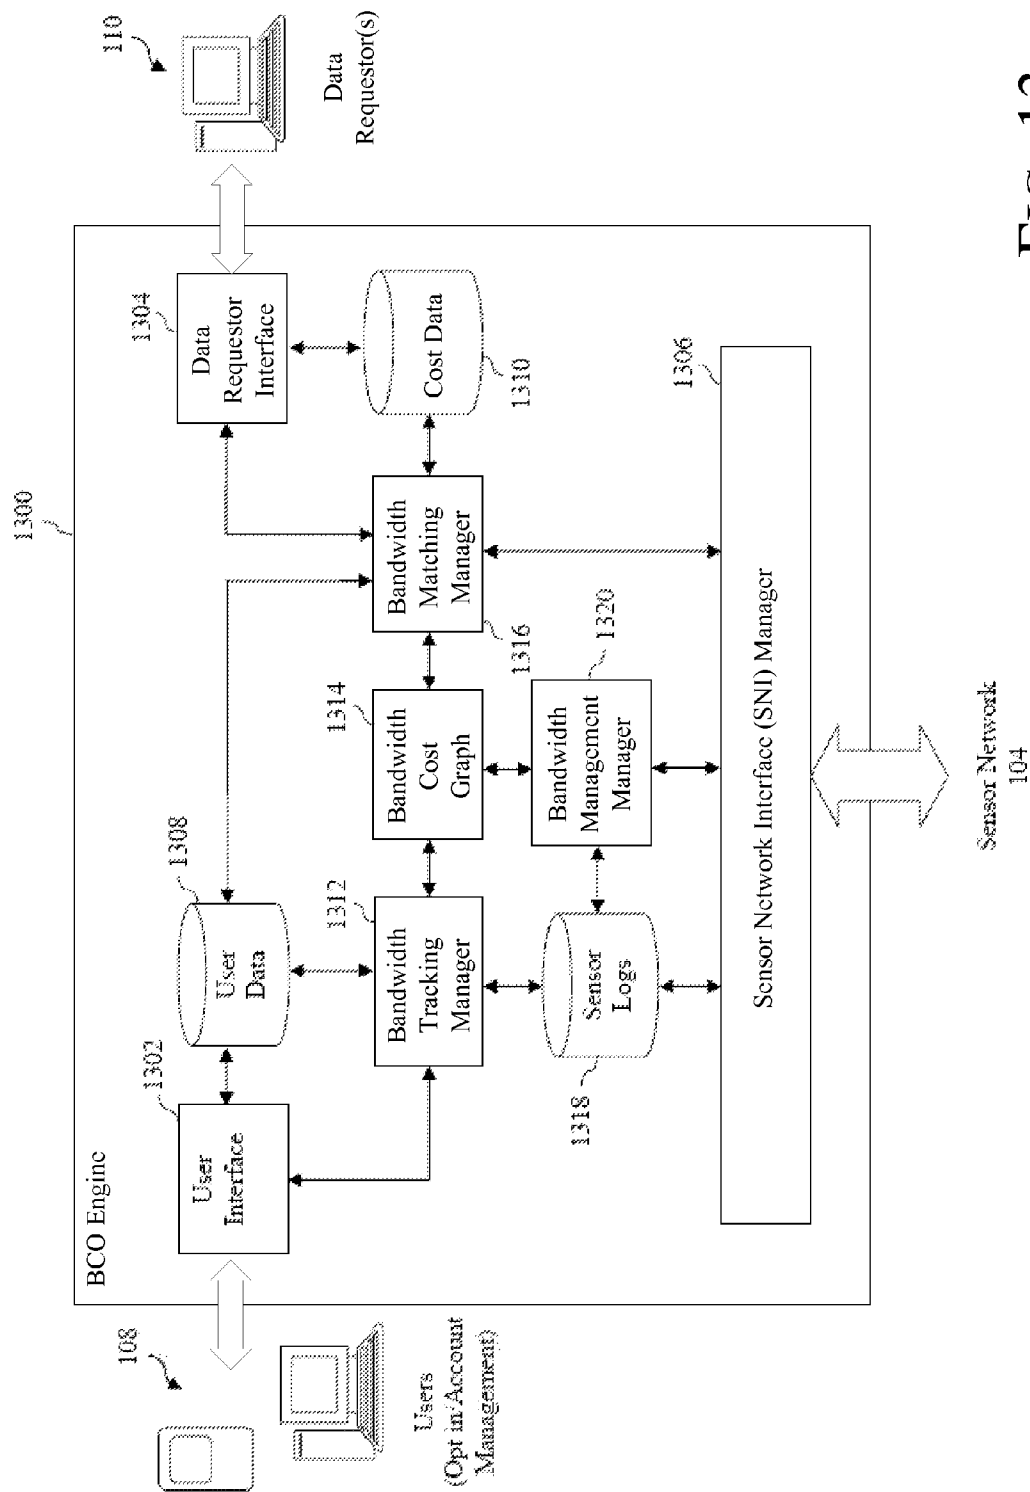 BCO Engine
1300
108
Users
(Opt in/Account
Management)
User
Interface
1302
User
Data
1308
Data
Requestor
Interface
1304
110
Data
Requestor(s)
Bandwidth
Tracking
Manager
1312
Bandwidth
Cost
Graph
1314
Bandwidth
Matching
Manager
1316
Cost Data
1310
Sensor
Logs
1318
Bandwidth
Management
Manager
1320
Sensor Network Interface (SNI) Manager
1306
Sensor Network
104